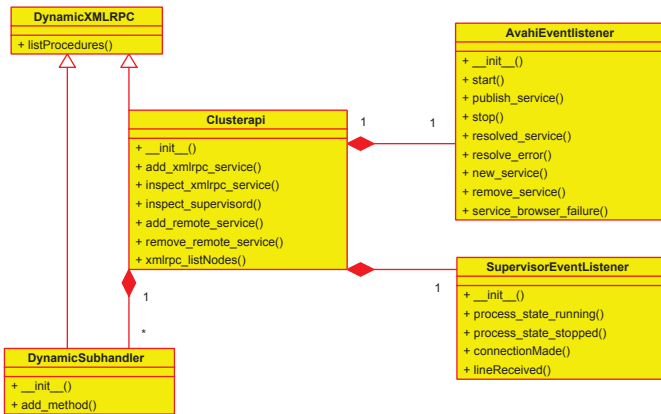 DynamicXMLRPC
+ listProcedures()
AvahiEventlistener
+ __init__()
+ start()
+ publish_service()
+ stop()
+ resolved_service()
+ resolve_error()
+ new_service()
+ remove_service()
+ service_browser_failure()
Clusterapi
+ __init__()
+ add_xmlrpc_service()
+ inspect_xmlrpc_service()
+ inspect_supervisord()
+ add_remote_service()
+ remove_remote_service()
+ xmlrpc_listNodes()
1
1
SupervisorEventListener
+ __init__()
+ process_state_running()
+ process_state_stopped()
+ connectionMade()
+ lineReceived()
1
1
*
DynamicSubhandler
+ __init__()
+ add_method()